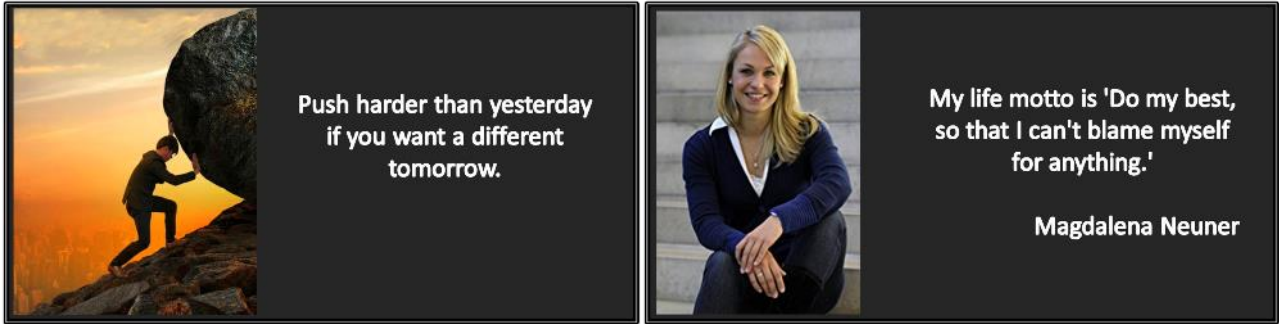 Push harder than yesterday
if you want a different
tomorrow.
My life motto is 'Do my best,
so that I can't blame myself
for anything.'
Magdalena Neuner